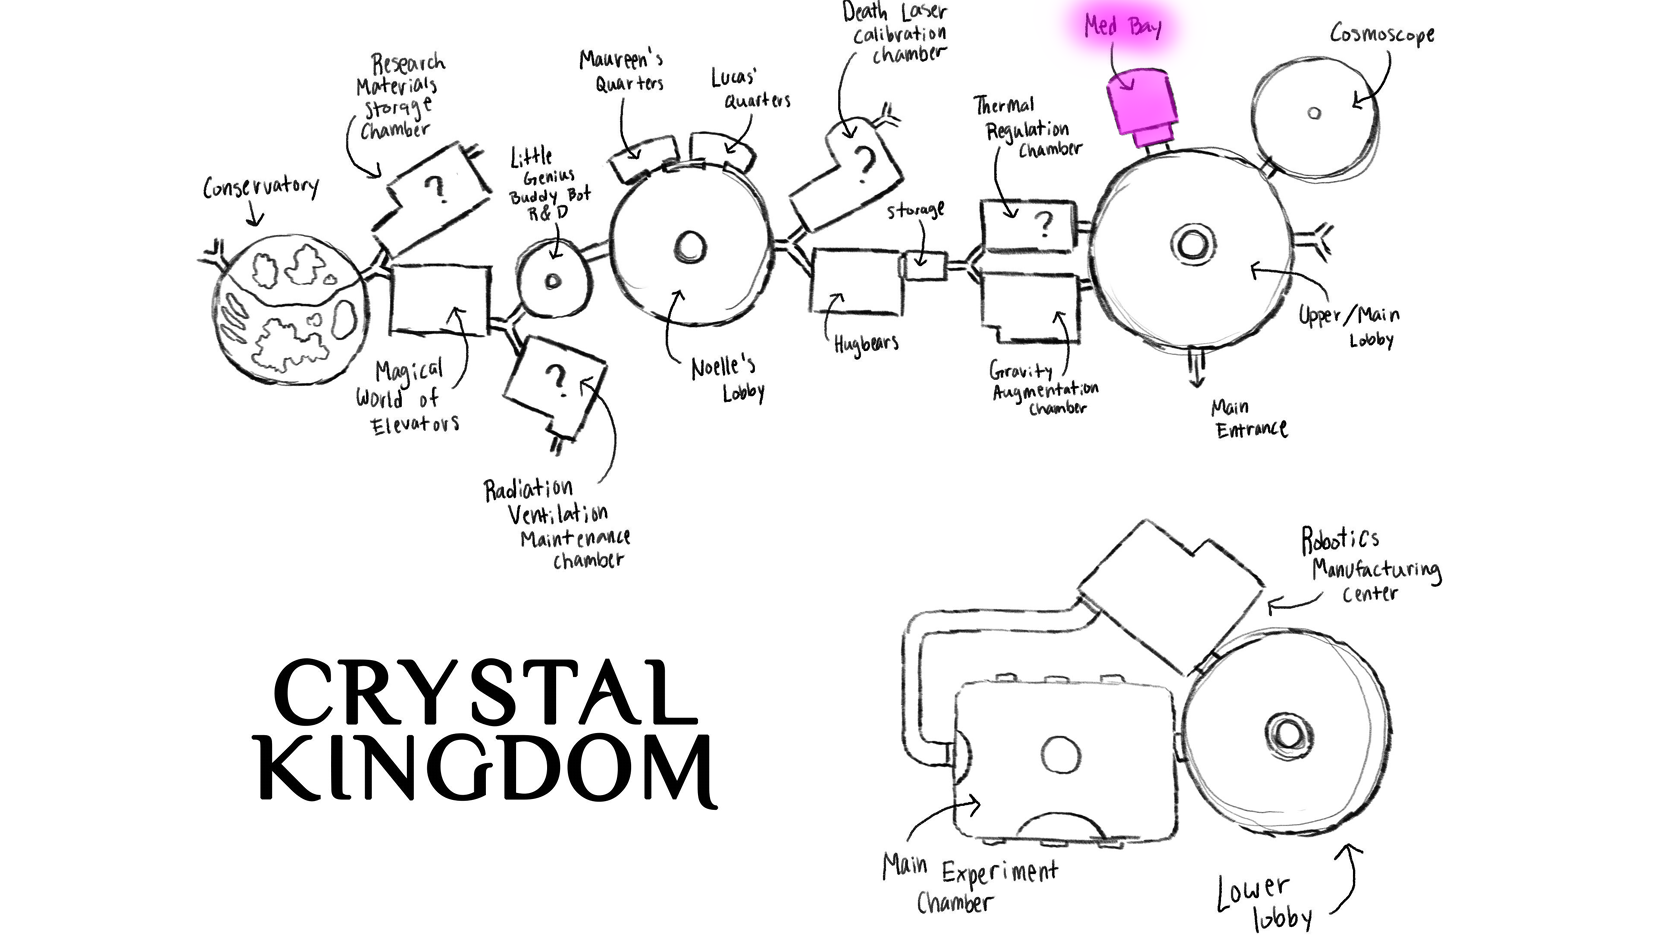 Conservatory
Research
Materials
Storage
Chamber
?
Magical
World of
Elevators
Little
Genius
Buddy Bot
R&D
?
Radiation
Ventilation
Maintenance
Chamber
Maureen's
Quarters
Lucas'
Quarters
Noelle's
Lobby
Death Laser
Calibration
Chamber
?
Storage
Hugbears
Thermal
Regulation
Chamber
?
Gravity
Augmentation
Chamber
Med Bay
Cosmoscope
Upper/Main
Lobby
Main
Entrance
Robotics
Manufacturing
Center
Main Experiment
Chamber
Lower
lobby
CRYSTAL
KINGDOM